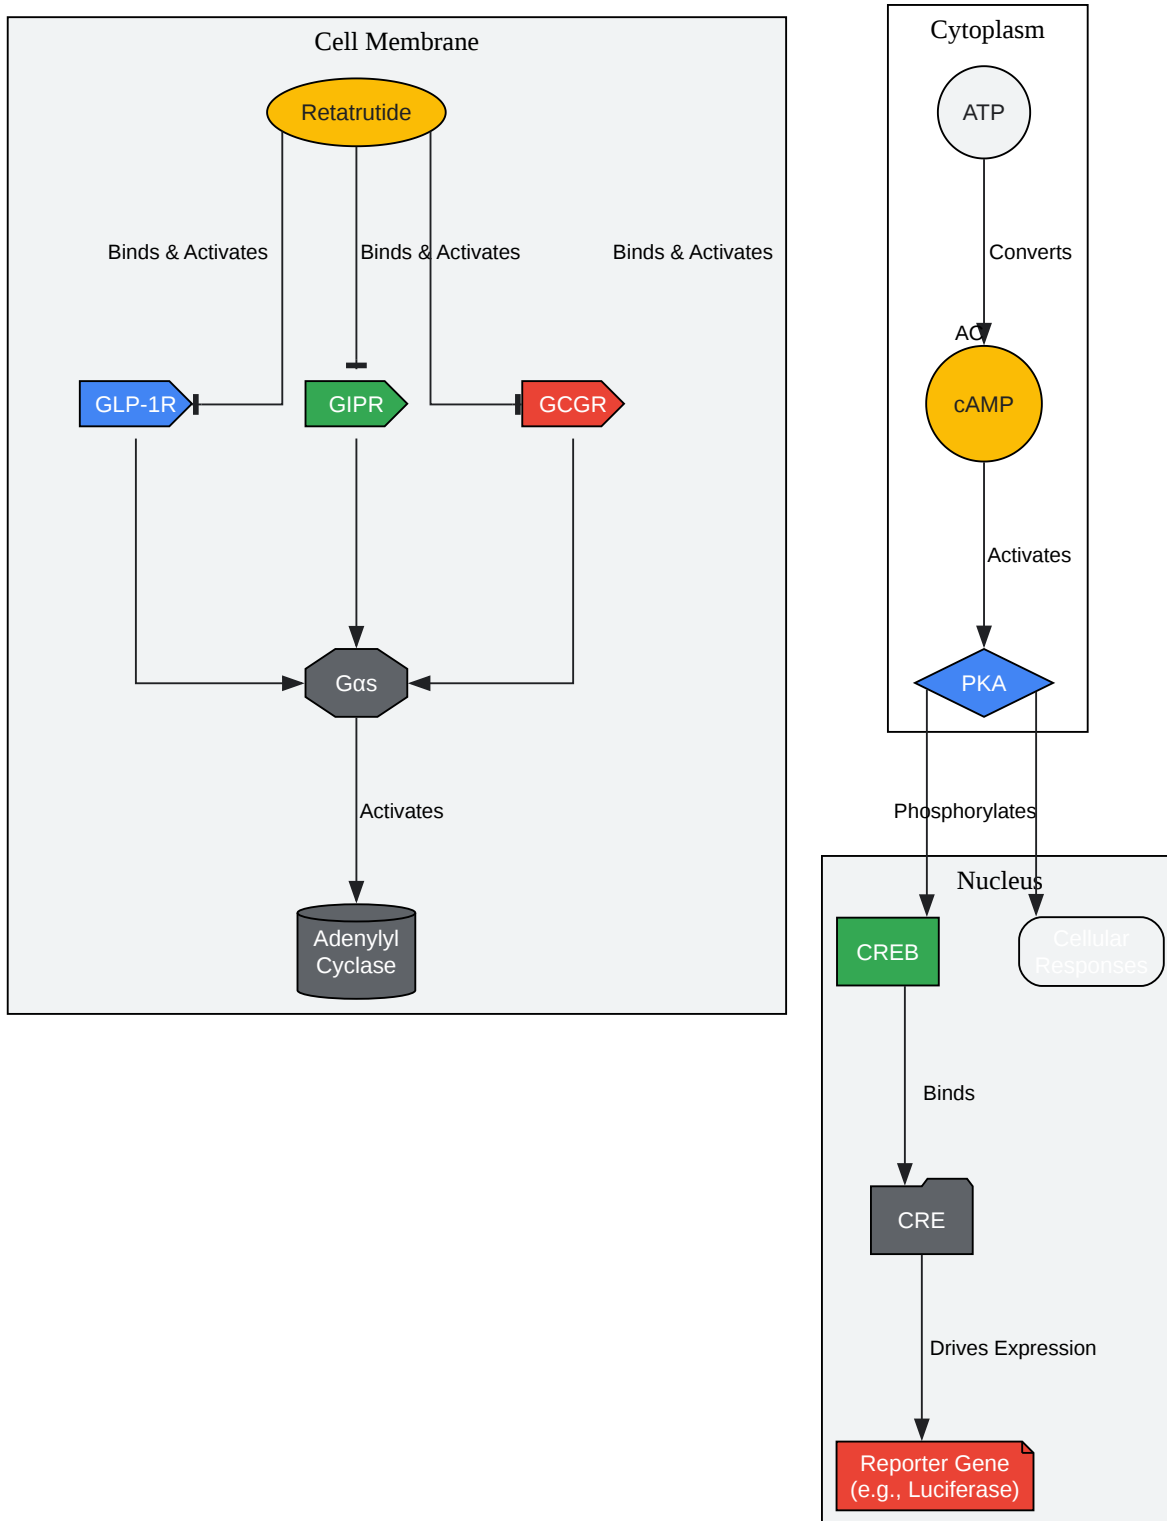 Cell Membrane
Retatrutide
Binds & Activates
Binds & Activates
Binds & Activates
GLP-1R
GIPR
GCGR
Gαs
Activates
Adenylyl
Cyclase
Cytoplasm
ATP
Converts
AC
cAMP
Activates
PKA
Phosphorylates
Nucleus
CREB
Cellular
Responses
Binds
CRE
Drives Expression
Reporter Gene
(e.g., Luciferase)